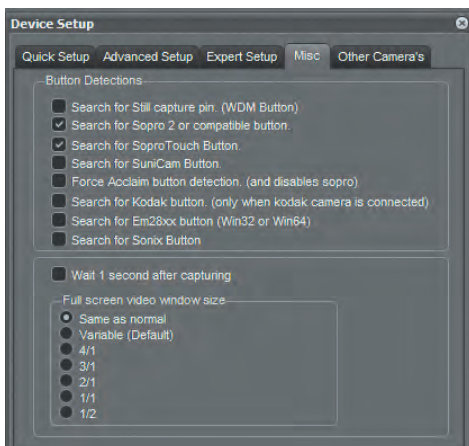 Device Setup
Quick Setup Advanced Setup Expert Setup Misc Other Camera's
Button Detections
Search for Still capture pin. (WDM Button)
Search for Sopro 2 or compatible button.
Search for SoproTouch Button.
Search for SuniCam Button.
Force Acclaim button detection. (and disables sopro)
Search for Kodak button. (only when kodak camera is connected)
Search for Em28xx button (Win32 or Win64)
Search for Sonix Button
Wait 1 second after capturing
Full screen video window size
Same as normal
Variable (Default)
4/1
3/1
2/1
1/1
1/2